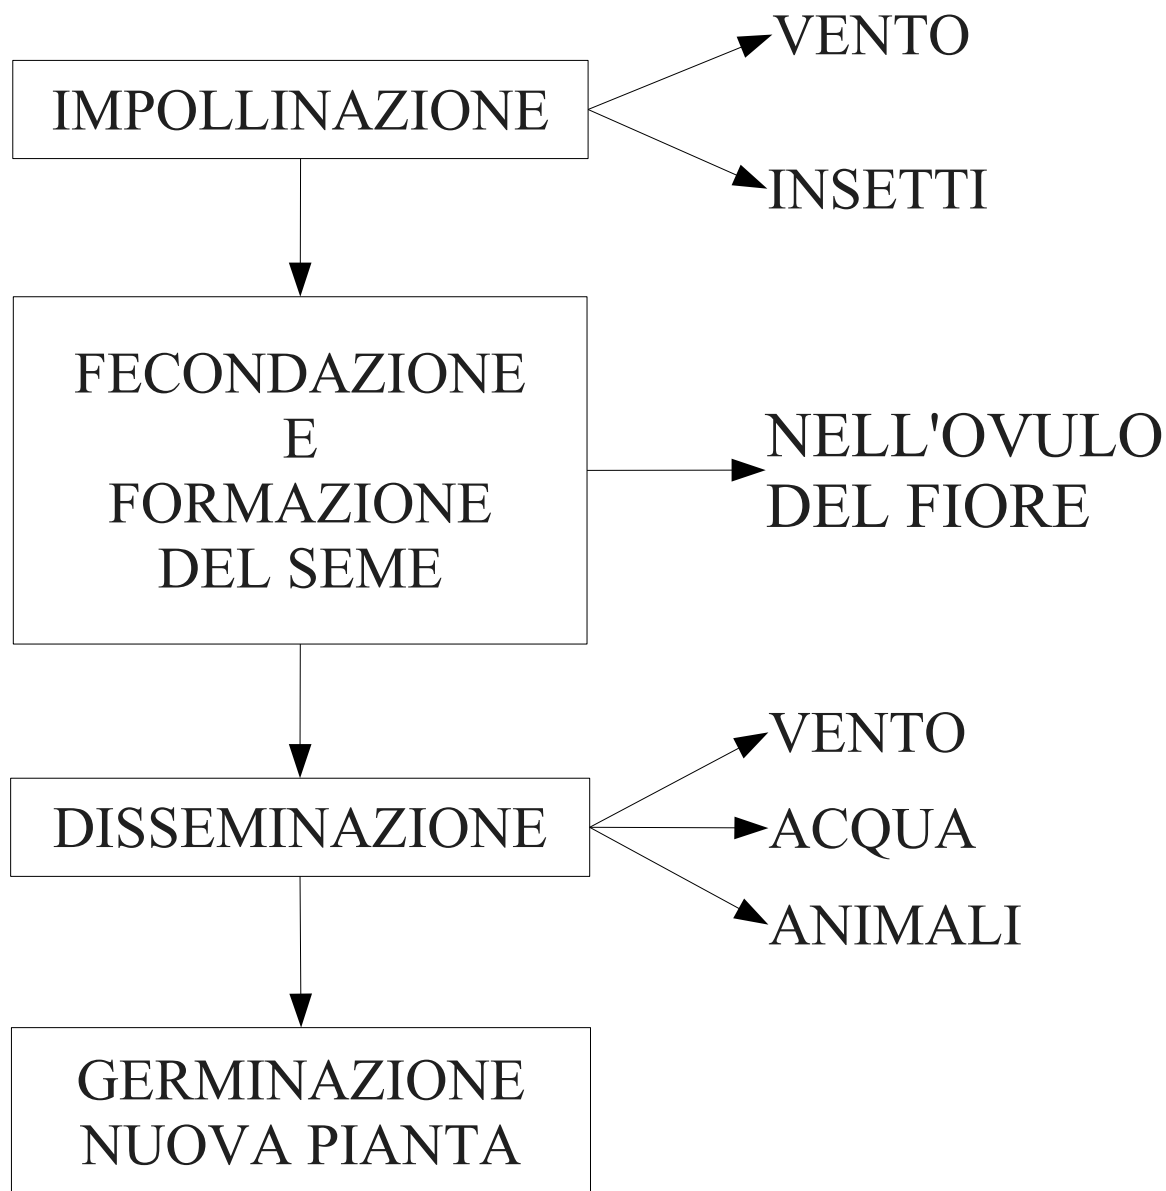 IMPOLLINAZIONE
VENTO
INSETTI
FECONDAZIONE
E
FORMAZIONE
DEL SEME
NELL'OVULO
DEL FIORE
DISSEMINAZIONE
VENTO
ACQUA
ANIMALI
GERMINAZIONE
NUOVA PIANTA